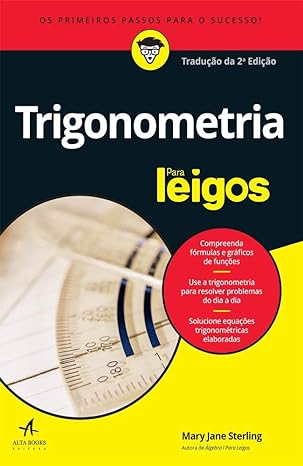 OS PRIMEIROS PASSOS PARA O SUCESSO!
Tradução da 2ª Edição
Trigonometria
Para
leigos
Compreenda
fórmulas e gráficos
de funções
Use a trigonometria
para resolver problemas
do dia a dia
Solucione equações
trigonométricas
elaboradas
Mary Jane Sterling
Autora de Álgebra I Para Leigos
ALTA BOOKS
EDITORA